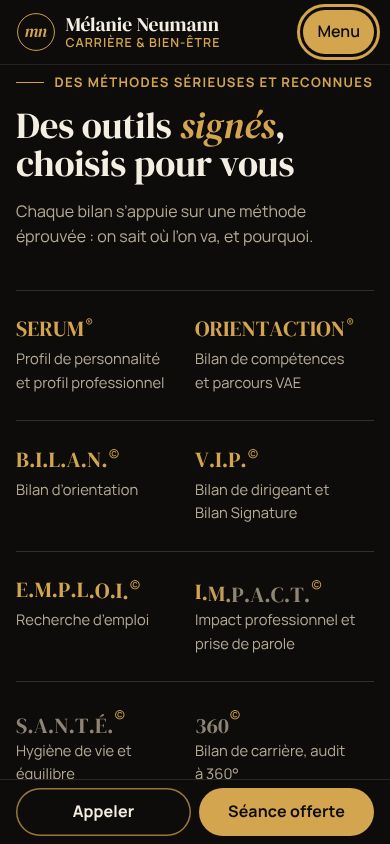 mn
Mélanie Neumann
CARRIÈRE & BIEN-ÊTRE
Menu
DES MÉTHODES SÉRIEUSES ET RECONNUES
Des outils signés,
choisis pour vous
Chaque bilan s'appuie sur une méthode
éprouvée : on sait où l'on va, et pourquoi.
SERUM®
Profil de personnalité
et profil professionnel
ORIENTACTION®
Bilan de compétences
et parcours VAE
B.I.L.A.N.©
Bilan d'orientation
V.I.P.©
Bilan de dirigeant et
Bilan Signature
E.M.P.L.O.I.©
Recherche d'emploi
I.M.P.A.C.T.©
Impact professionnel et
prise de parole
S.A.N.T.É.©
Hygiène de vie et
équilibre
360©
Bilan de carrière, audit
à 360°
Appeler
Séance offerte